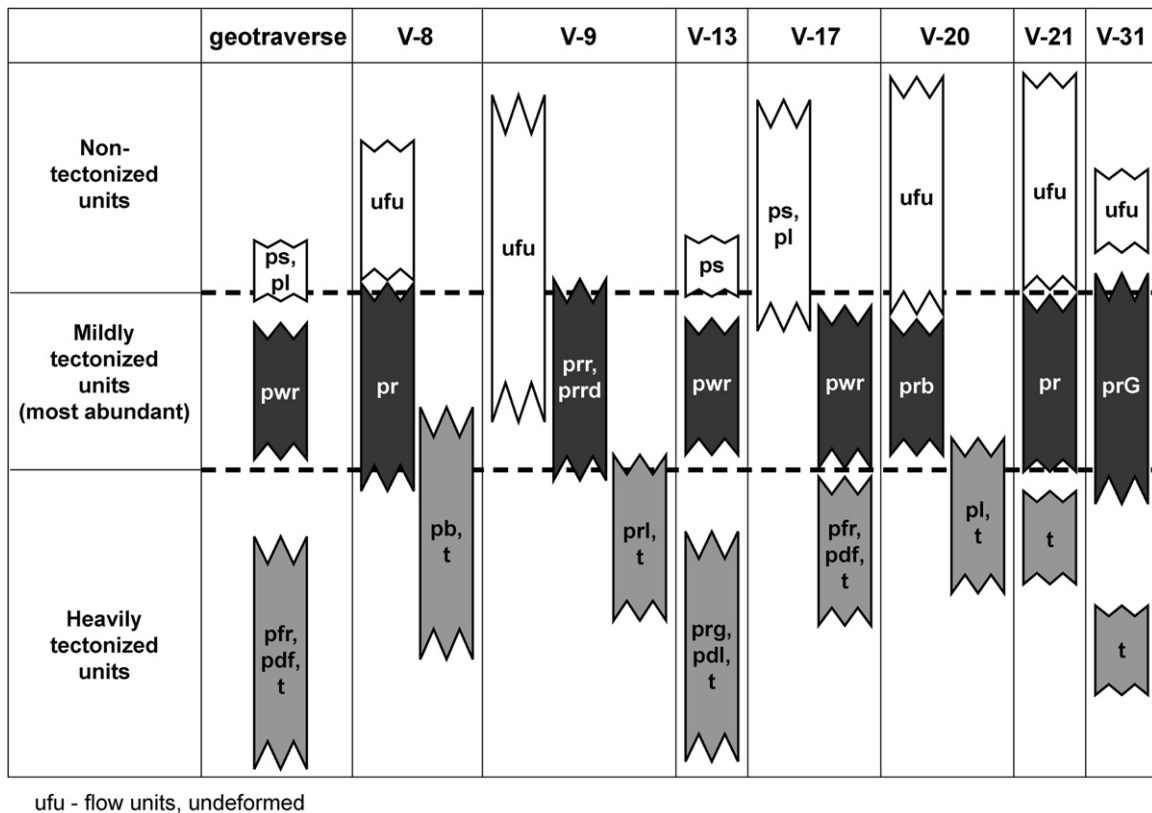 geotraverse V-8 V-9 V-13 V-17 V-20 V-21 V-31
Non-
tectonized
units
ps,
pl
ufu
ufu
ps
ps,
pl
ufu
ufu
ufu
Mildly
tectonized
units
(most abundant)
pwr
pr
prr,
prrd
pwr
pwr
prb
pr
prG
Heavily
tectonized
units
pfr,
pdf,
t
pb,
t
prl,
t
prg,
pdl,
t
pfr,
pdf,
t
pl,
t
t
t
ufu - flow units, undeformed